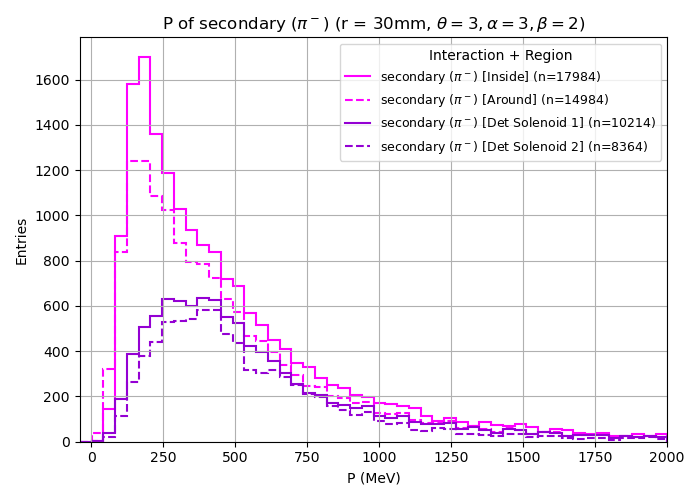 P of secondary (π⁻) (r = 30mm, θ = 3, α = 3, β = 2)
Interaction + Region
secondary (π⁻) [Inside] (n=17984)
secondary (π⁻) [Around] (n=14984)
secondary (π⁻) [Det Solenoid 1] (n=10214)
secondary (π⁻) [Det Solenoid 2] (n=8364)
Entries
1600
1400
1200
1000
800
600
400
200
0
0 250 500 750 1000 1250 1500 1750 2000
P (MeV)